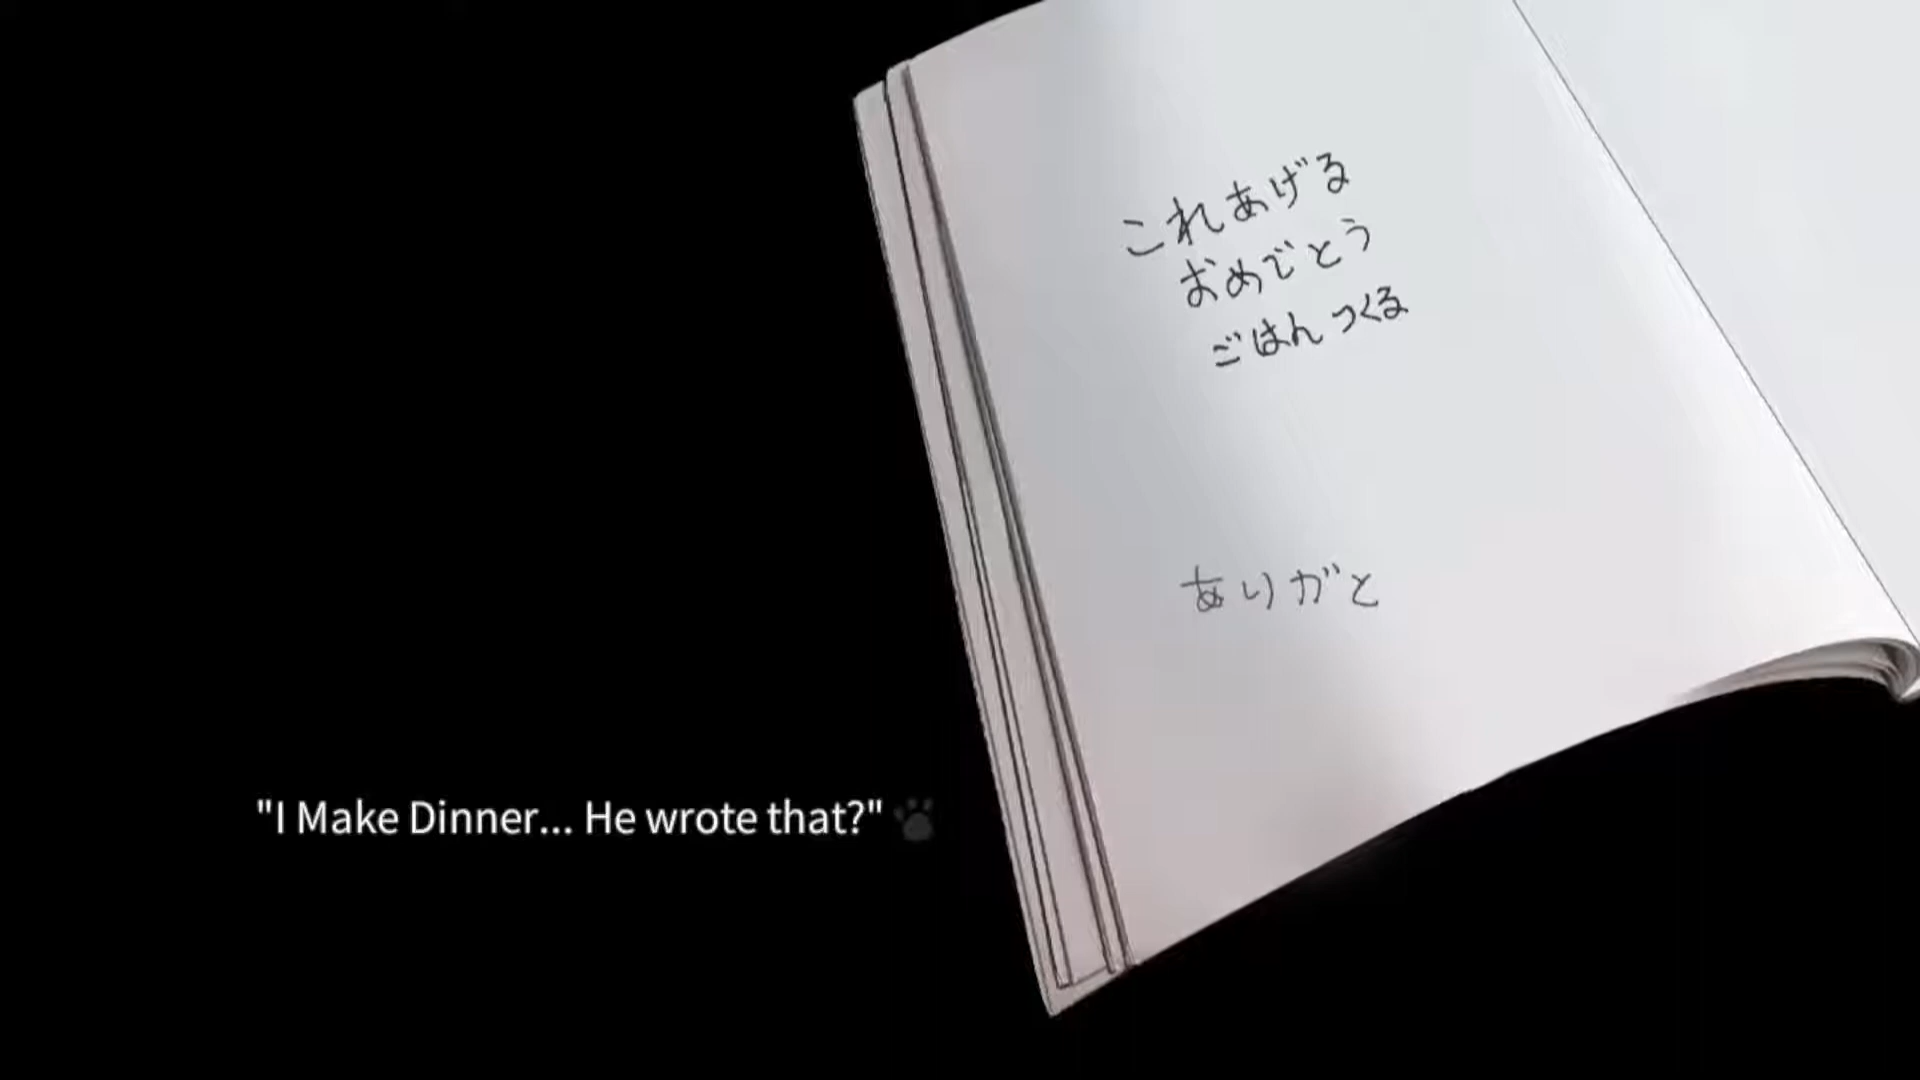 これあげる
おめでとう
ごはんつくる
ありがと
"I Make Dinner... He wrote that?"